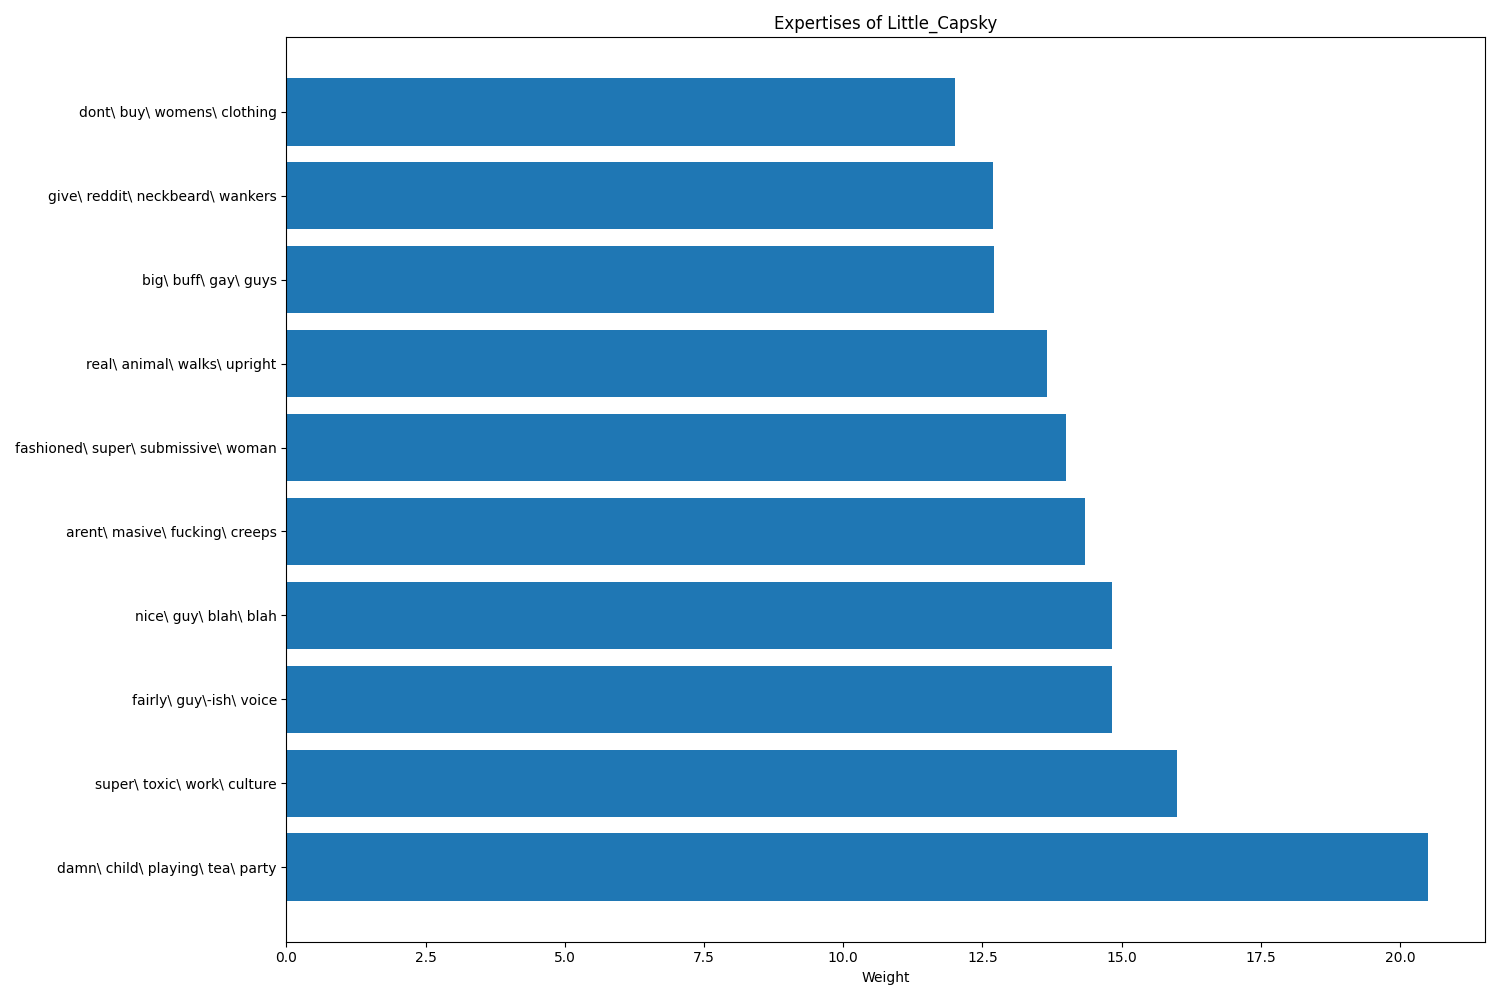 Expertises of Little_Capsky
dont\ buy\ womens\ clothing
give\ reddit\ neckbeard\ wankers
big\ buff\ gay\ guys
real\ animal\ walks\ upright
fashioned\ super\ submissive\ woman
arent\ masive\ fucking\ creeps
nice\ guy\ blah\ blah
fairly\ guy\-ish\ voice
super\ toxic\ work\ culture
damn\ child\ playing\ tea\ party
0.0 2.5 5.0 7.5 10.0 12.5 15.0 17.5 20.0
Weight